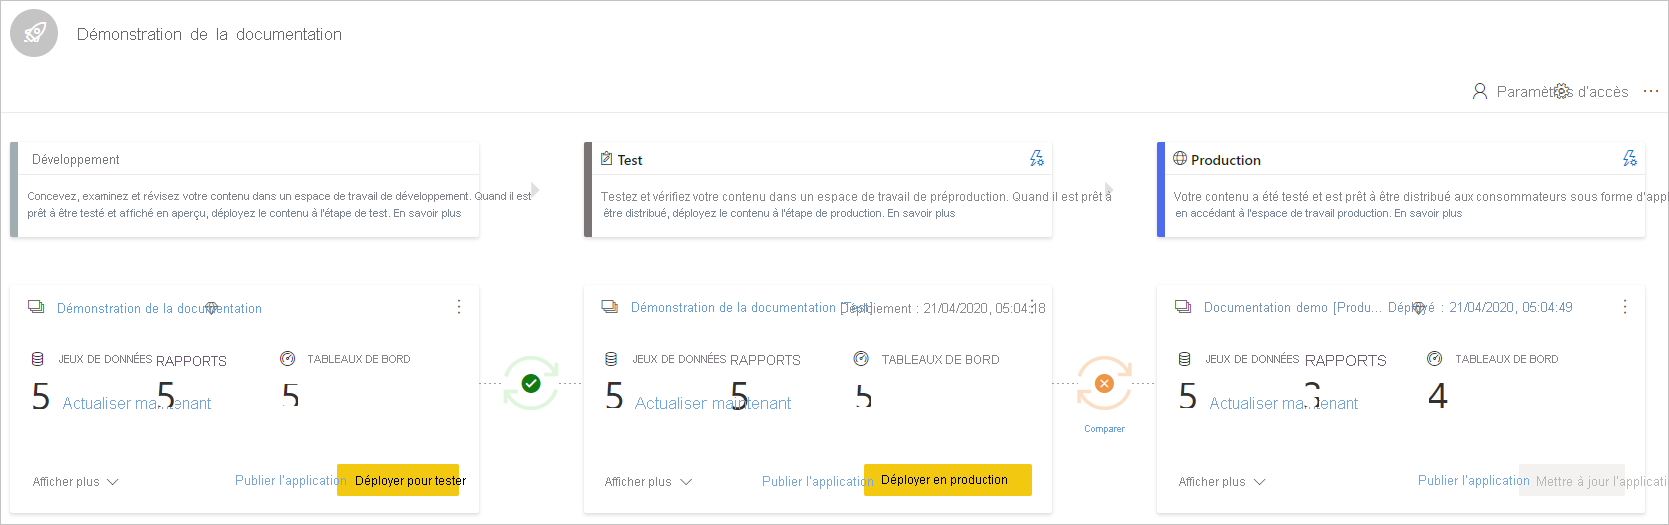 Démonstration de la documentation
Paramètres d'accès
Développement
Concevez, examinez et révisez votre contenu dans un espace de travail de développement. Quand il est
prêt à être testé et affiché en aperçu, déployez le contenu à l'étape de test. En savoir plus
Test
Testez et vérifiez votre contenu dans un espace de travail de préproduction. Quand il est prêt à
être distribué, déployez le contenu à l'étape de production. En savoir plus
Production
Votre contenu a été testé et est prêt à être distribué aux consommateurs sous forme d'appl
en accédant à l'espace de travail production. En savoir plus
Démonstration de la documentation
JEUX DE DONNÉES RAPPORTS TABLEAUX DE BORD
5 5 5
Actualiser maintenant
Afficher plus
Publier l'application
Déployer pour tester
Démonstration de la documentation [Test]
Déploiement : 21/04/2020, 05:04:18
JEUX DE DONNÉES RAPPORTS TABLEAUX DE BORD
5 5 5
Actualiser maintenant
Afficher plus
Publier l'application
Déployer en production
Comparer
Documentation demo [Produ... Déployé : 21/04/2020, 05:04:49
JEUX DE DONNÉES RAPPORTS TABLEAUX DE BORD
5 4
Actualiser maintenant
Afficher plus
Publier l'application
Mettre à jour l'applicati